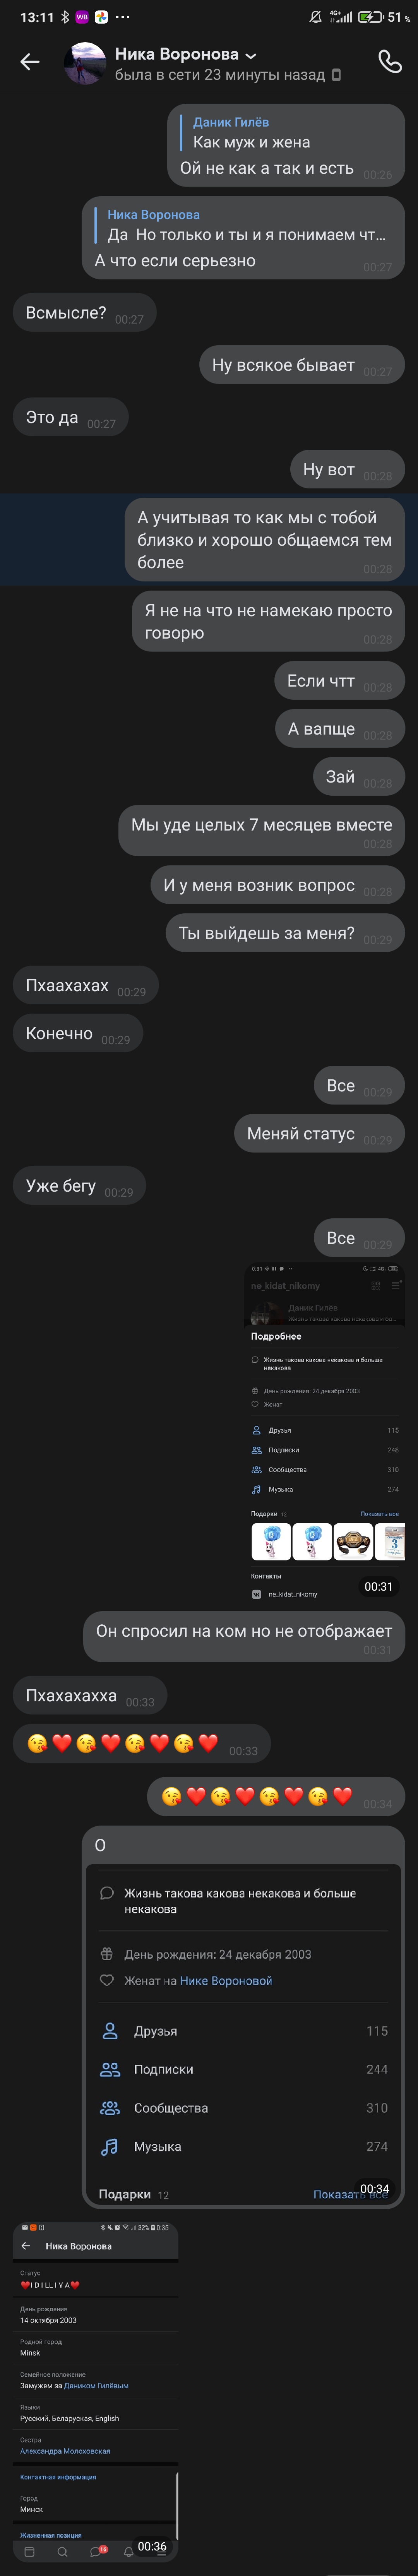 13:11 WB ... 4G+ 51 %
Ника Воронова
была в сети 23 минуты назад
Даник Гилёв
Как муж и жена
Ой не как а так и есть 00:26
Ника Воронова
Да Но только и ты и я понимаем чт...
А что если серьезно
00:27
Всмысле? 00:27
Ну всякое бывает 00:27
Это да 00:27
Ну вот 00:28
А учитывая то как мы с тобой
близко и хорошо общаемся тем
более 00:28
Я не на что не намекаю просто
говорю 00:28
Если чтт 00:28
А вапще 00:28
Зай 00:28
Мы уде целых 7 месяцев вместе
00:28
И у меня возник вопрос 00:28
Ты выйдешь за меня? 00:29
Пхаахахах 00:29
Конечно 00:29
Все 00:29
Меняй статус 00:29
Уже бегу 00:29
Все 00:29
0:31 4G
ne_kidat_nikomy
Даник Гилёв
Подробнее
Жизнь такова какова некакова и больше
некакова
День рождения: 24 декабря 2003
Женат
Друзья 115
Подписки 248
Сообщества 310
Музыка 274
Подарки 12 Показать все
3
Контакты
ne_kidat_nikomy
00:31
Он спросил на ком но не отображает
00:31
Пхахахахха 00:33
😘❤️😘❤️😘❤️😘❤️ 00:33
😘❤️😘❤️😘❤️😘❤️ 00:34
О
Жизнь такова какова некакова и больше
некакова
День рождения: 24 декабря 2003
Женат на Нике Вороновой
Друзья 115
Подписки 244
Сообщества 310
Музыка 274
Подарки 12 Показать все
00:34
32% 0:35
Ника Воронова
Статус
❤️I D I L L I Y A❤️
День рождения
14 октября 2003
Родной город
Minsk
Семейное положение
Замужем за Даником Гилёвым
Языки
Русский, Беларуская, English
Сестра
Александра Молоковская
Контактная информация
Город
Минск
Жизненная позиция
16
00:36